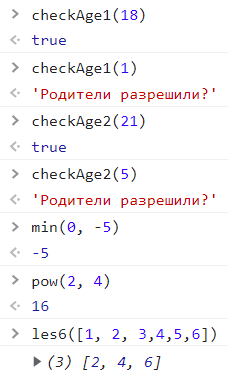 > checkAge1(18)
< true
> checkAge1(1)
< 'Родители разрешили?'
> checkAge2(21)
< true
> checkAge2(5)
< 'Родители разрешили?'
> min(0, -5)
< -5
> pow(2, 4)
< 16
> les6([1, 2, 3,4,5,6])
< ▶ (3) [2, 4, 6]